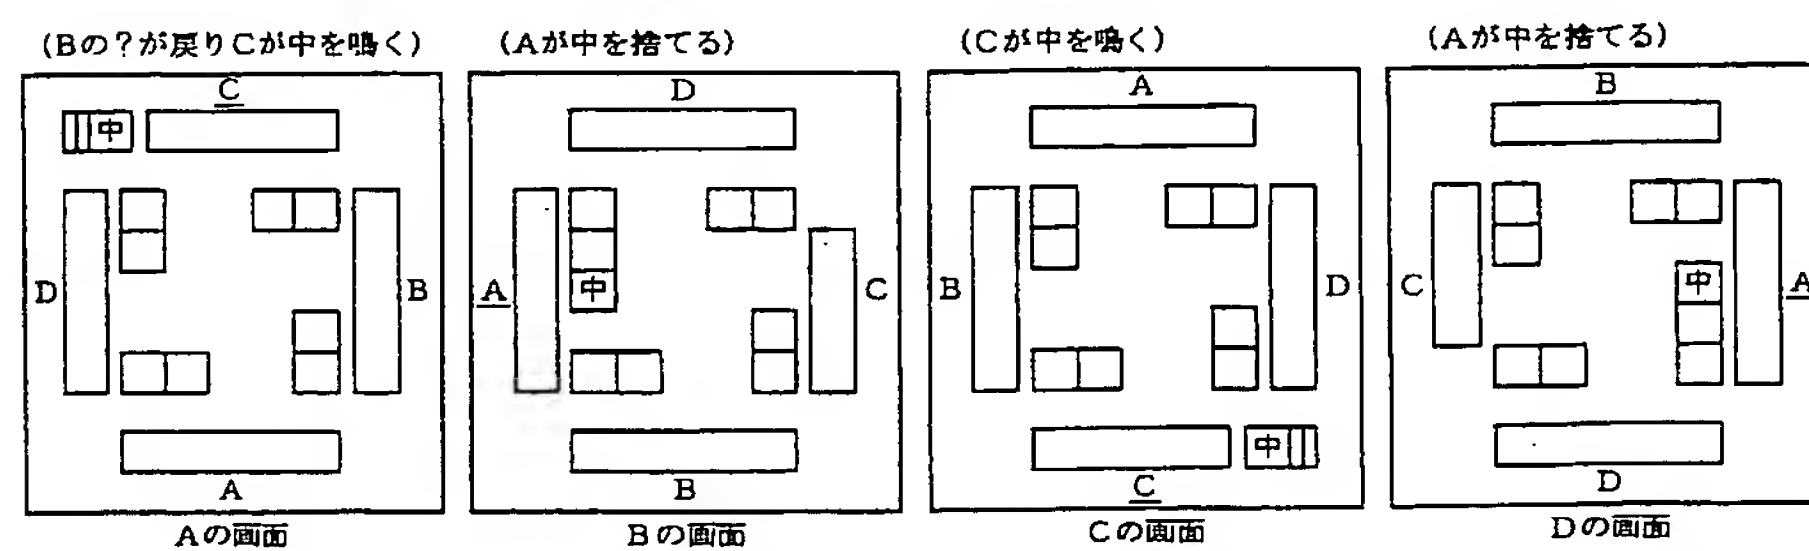 (Bの?が戻りCが中を鳴く)
C
中
D
B
A
Aの画面
(Aが中を捨てる)
D
A
中
C
B
Bの画面
(Cが中を鳴く)
A
B
D
中
C
Cの画面
(Aが中を捨てる)
B
C
中
A
D
Dの画面